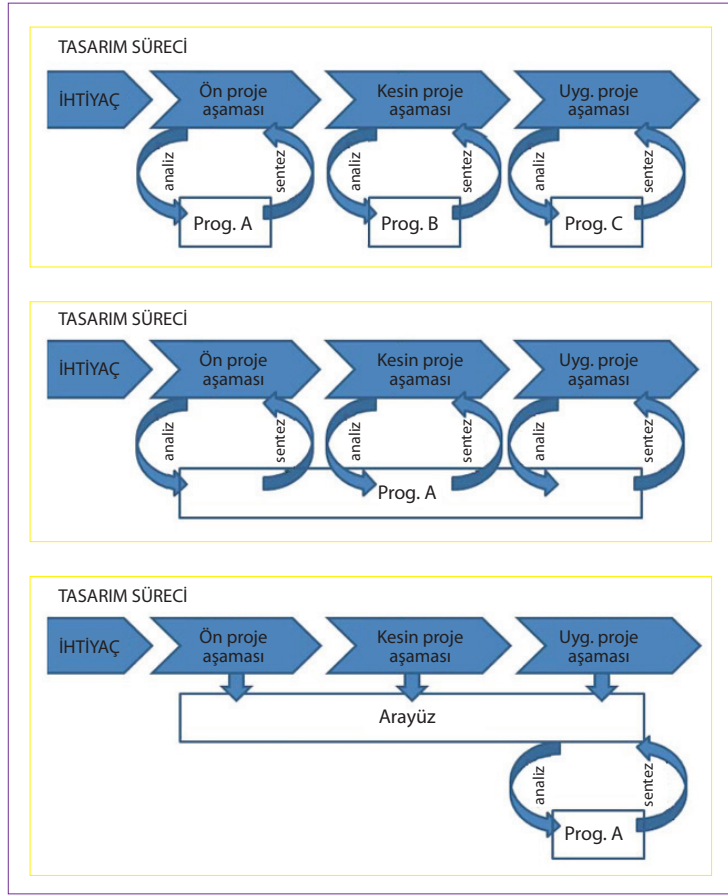 TASARIM SÜRECİ
İHTİYAÇ
Ön proje
aşaması
Kesin proje
aşaması
Uyg. proje
aşaması
analiz
sentez
analiz
sentez
analiz
sentez
Prog. A
Prog. B
Prog. C
TASARIM SÜRECİ
İHTİYAÇ
Ön proje
aşaması
Kesin proje
aşaması
Uyg. proje
aşaması
analiz
sentez
analiz
sentez
analiz
sentez
Prog. A
TASARIM SÜRECİ
İHTİYAÇ
Ön proje
aşaması
Kesin proje
aşaması
Uyg. proje
aşaması
Arayüz
analiz
sentez
Prog. A